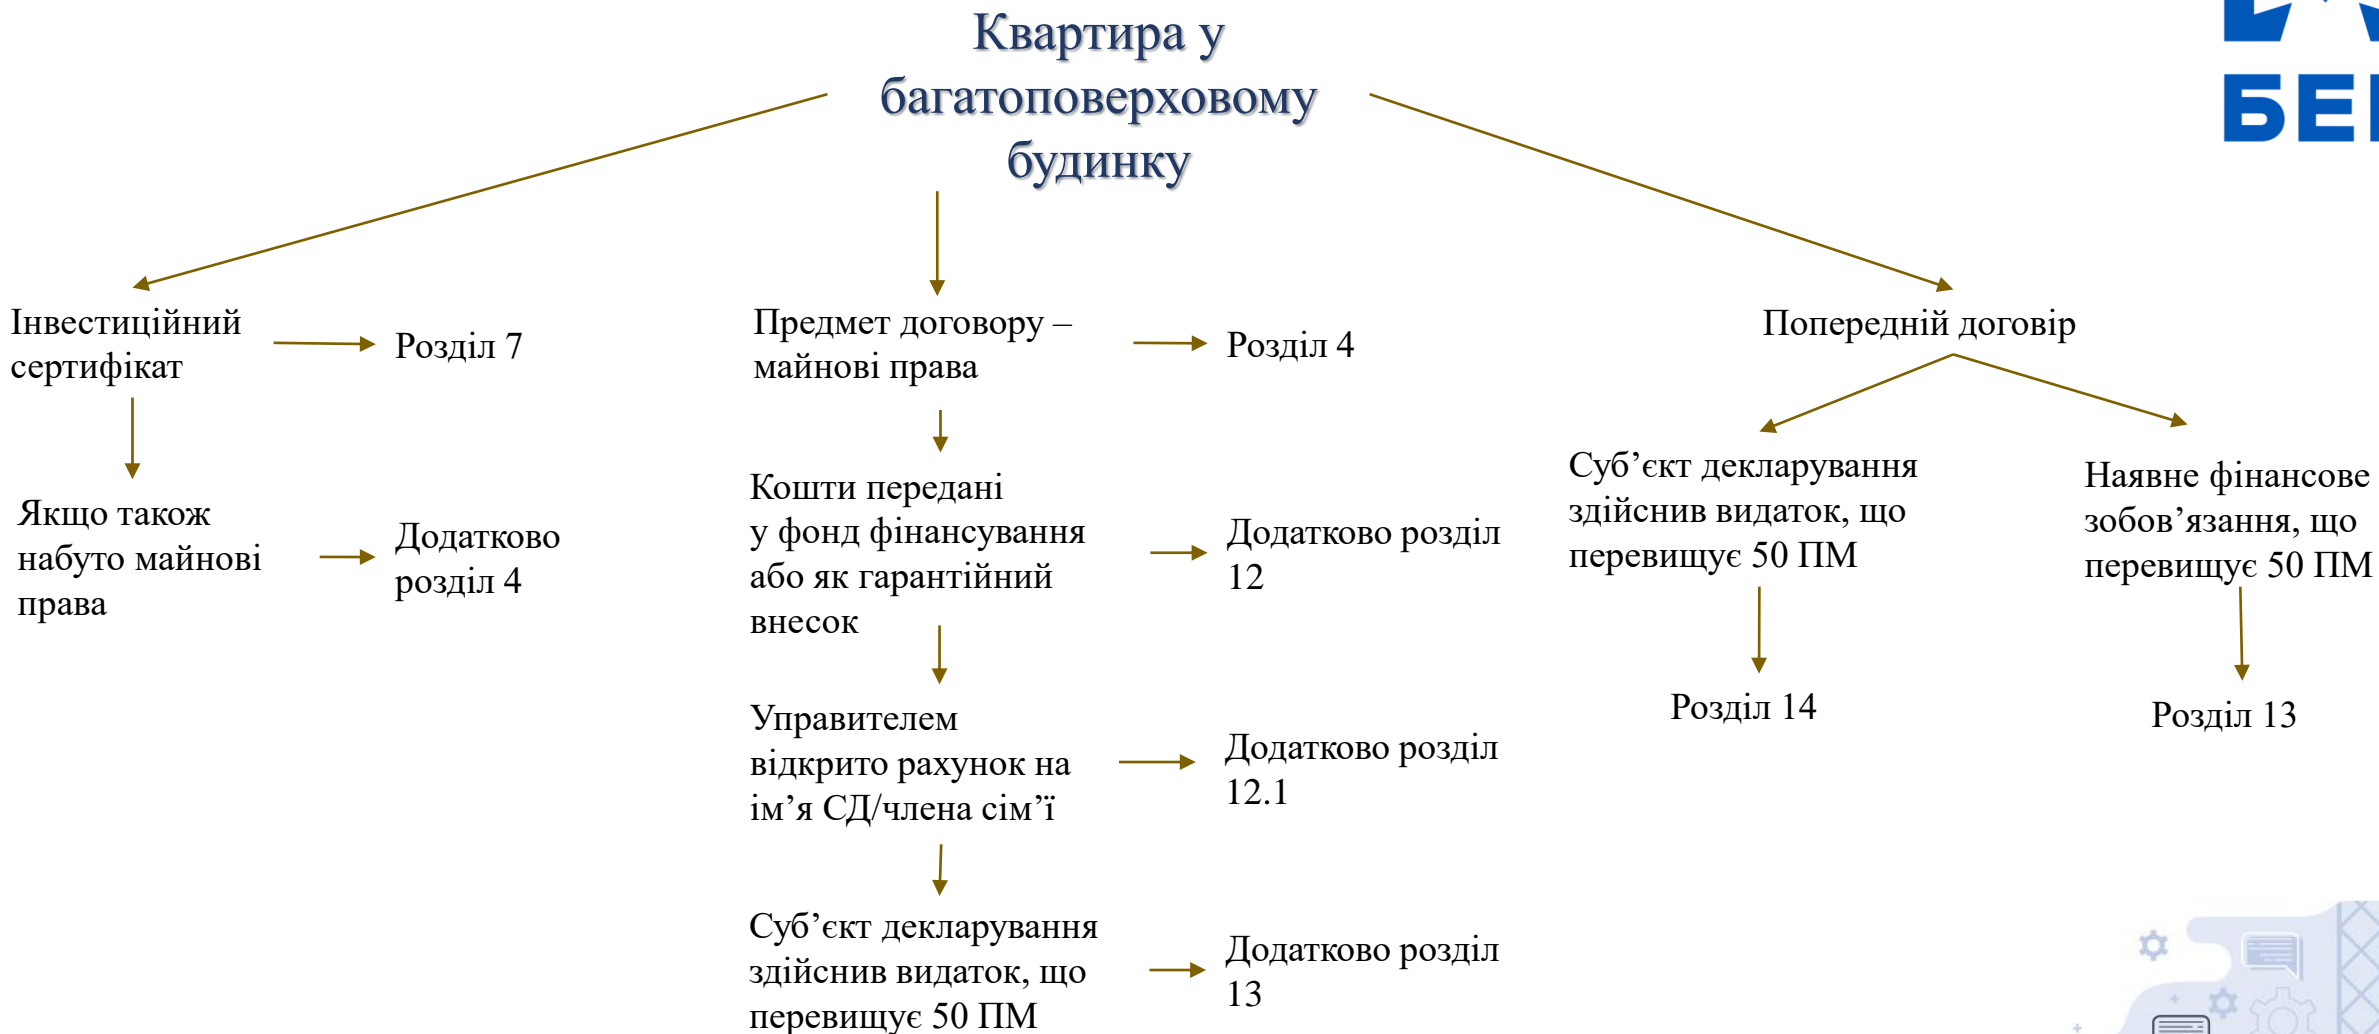 Квартира у
багатоповерховому
будинку
Інвестиційний
сертифікат
Розділ 7
Якщо також
набуто майнові
права
Додатково
розділ 4
Предмет договору –
майнові права
Розділ 4
Кошти передані
у фонд фінансування
або як гарантійний
внесок
Додатково розділ
12
Управителем
відкрито рахунок на
ім’я СД/члена сім’ї
Додатково розділ
12.1
Суб’єкт декларування
здійснив видаток, що
перевищує 50 ПМ
Додатково розділ
13
Попередній договір
Суб’єкт декларування
здійснив видаток, що
перевищує 50 ПМ
Розділ 14
Наявне фінансове
зобов’язання, що
перевищує 50 ПМ
Розділ 13